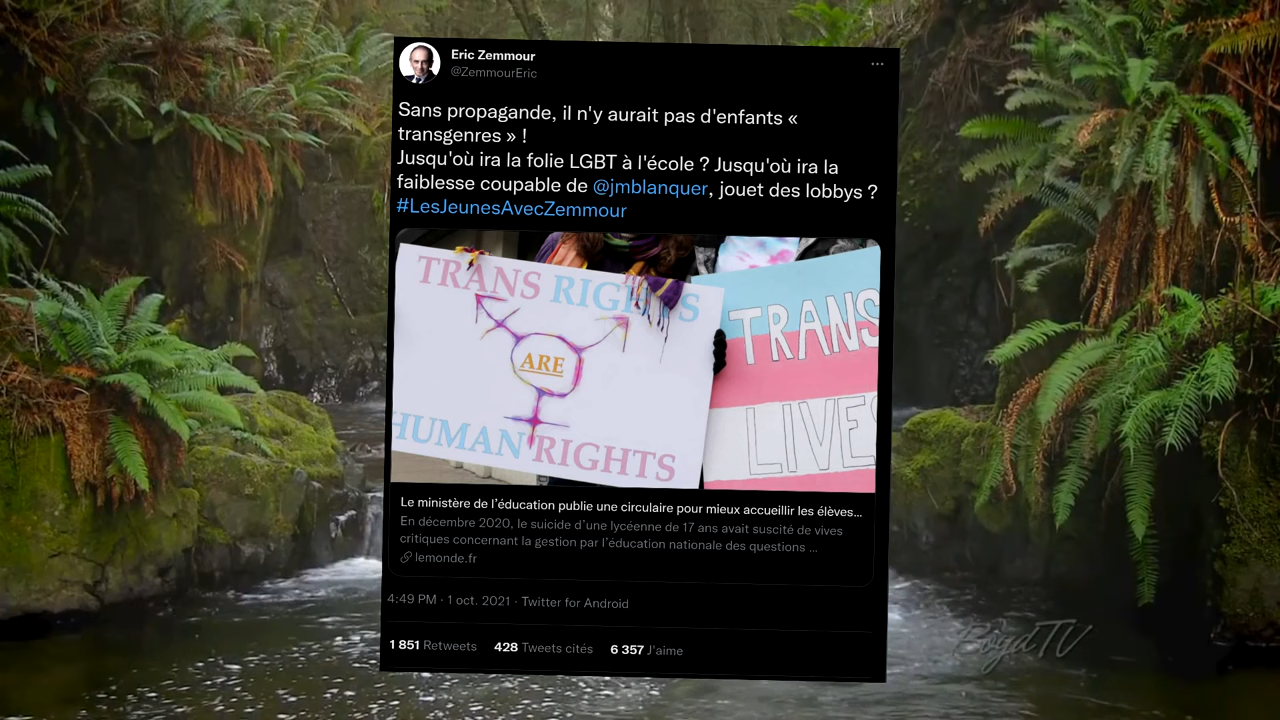 Eric Zemmour
@ZemmourEric
Sans propagande, il n'y aurait pas d'enfants «
transgenres » !
Jusqu'où ira la folie LGBT à l'école ? Jusqu'où ira la
faiblesse coupable de @jmblanquer, jouet des lobbys ?
#LesJeunesAvecZemmour
TRANS RIGHTS
ARE
HUMAN RIGHTS
TRANS
LIVES
Le ministère de l'éducation publie une circulaire pour mieux accueillir les élèves...
En décembre 2020, le suicide d'une lycéenne de 17 ans avait suscité de vives
critiques concernant la gestion par l'éducation nationale des questions ...
lemonde.fr
4:49 PM · 1 oct. 2021 · Twitter for Android
1 851 Retweets 428 Tweets cités 6 357 J'aime